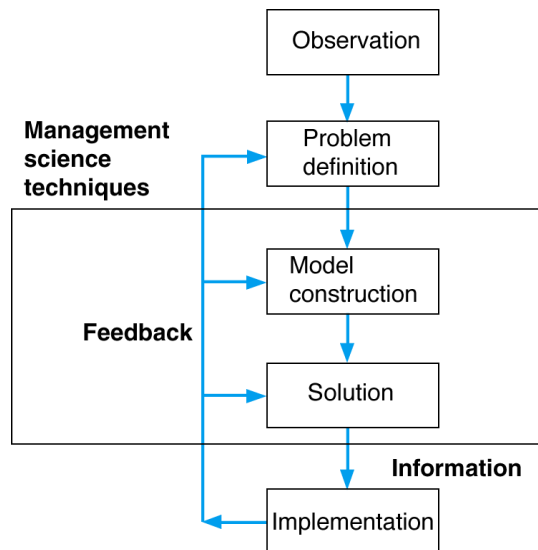 Observation
Management
science
techniques
Problem
definition
Model
construction
Feedback
Solution
Information
Implementation